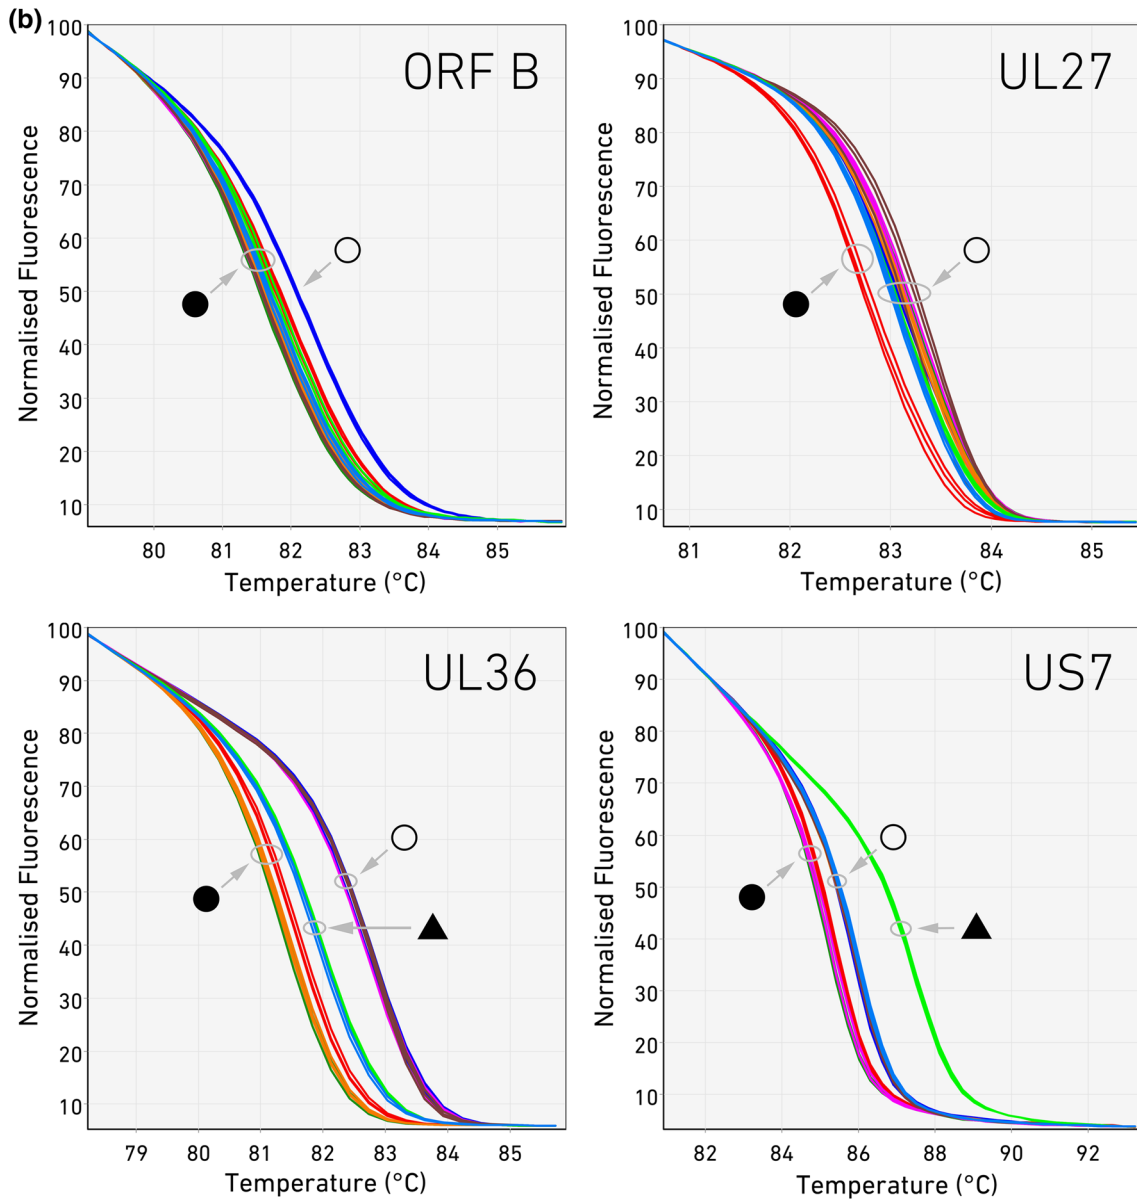 (b)
ORF B
100
90
80
70
60
50
40
30
20
10
Normalised Fluorescence
80 81 82 83 84 85
Temperature (°C)
UL27
100
90
80
70
60
50
40
30
20
10
Normalised Fluorescence
81 82 83 84 85
Temperature (°C)
UL36
100
90
80
70
60
50
40
30
20
10
Normalised Fluorescence
79 80 81 82 83 84 85
Temperature (°C)
US7
100
90
80
70
60
50
40
30
20
10
Normalised Fluorescence
82 84 86 88 90 92
Temperature (°C)